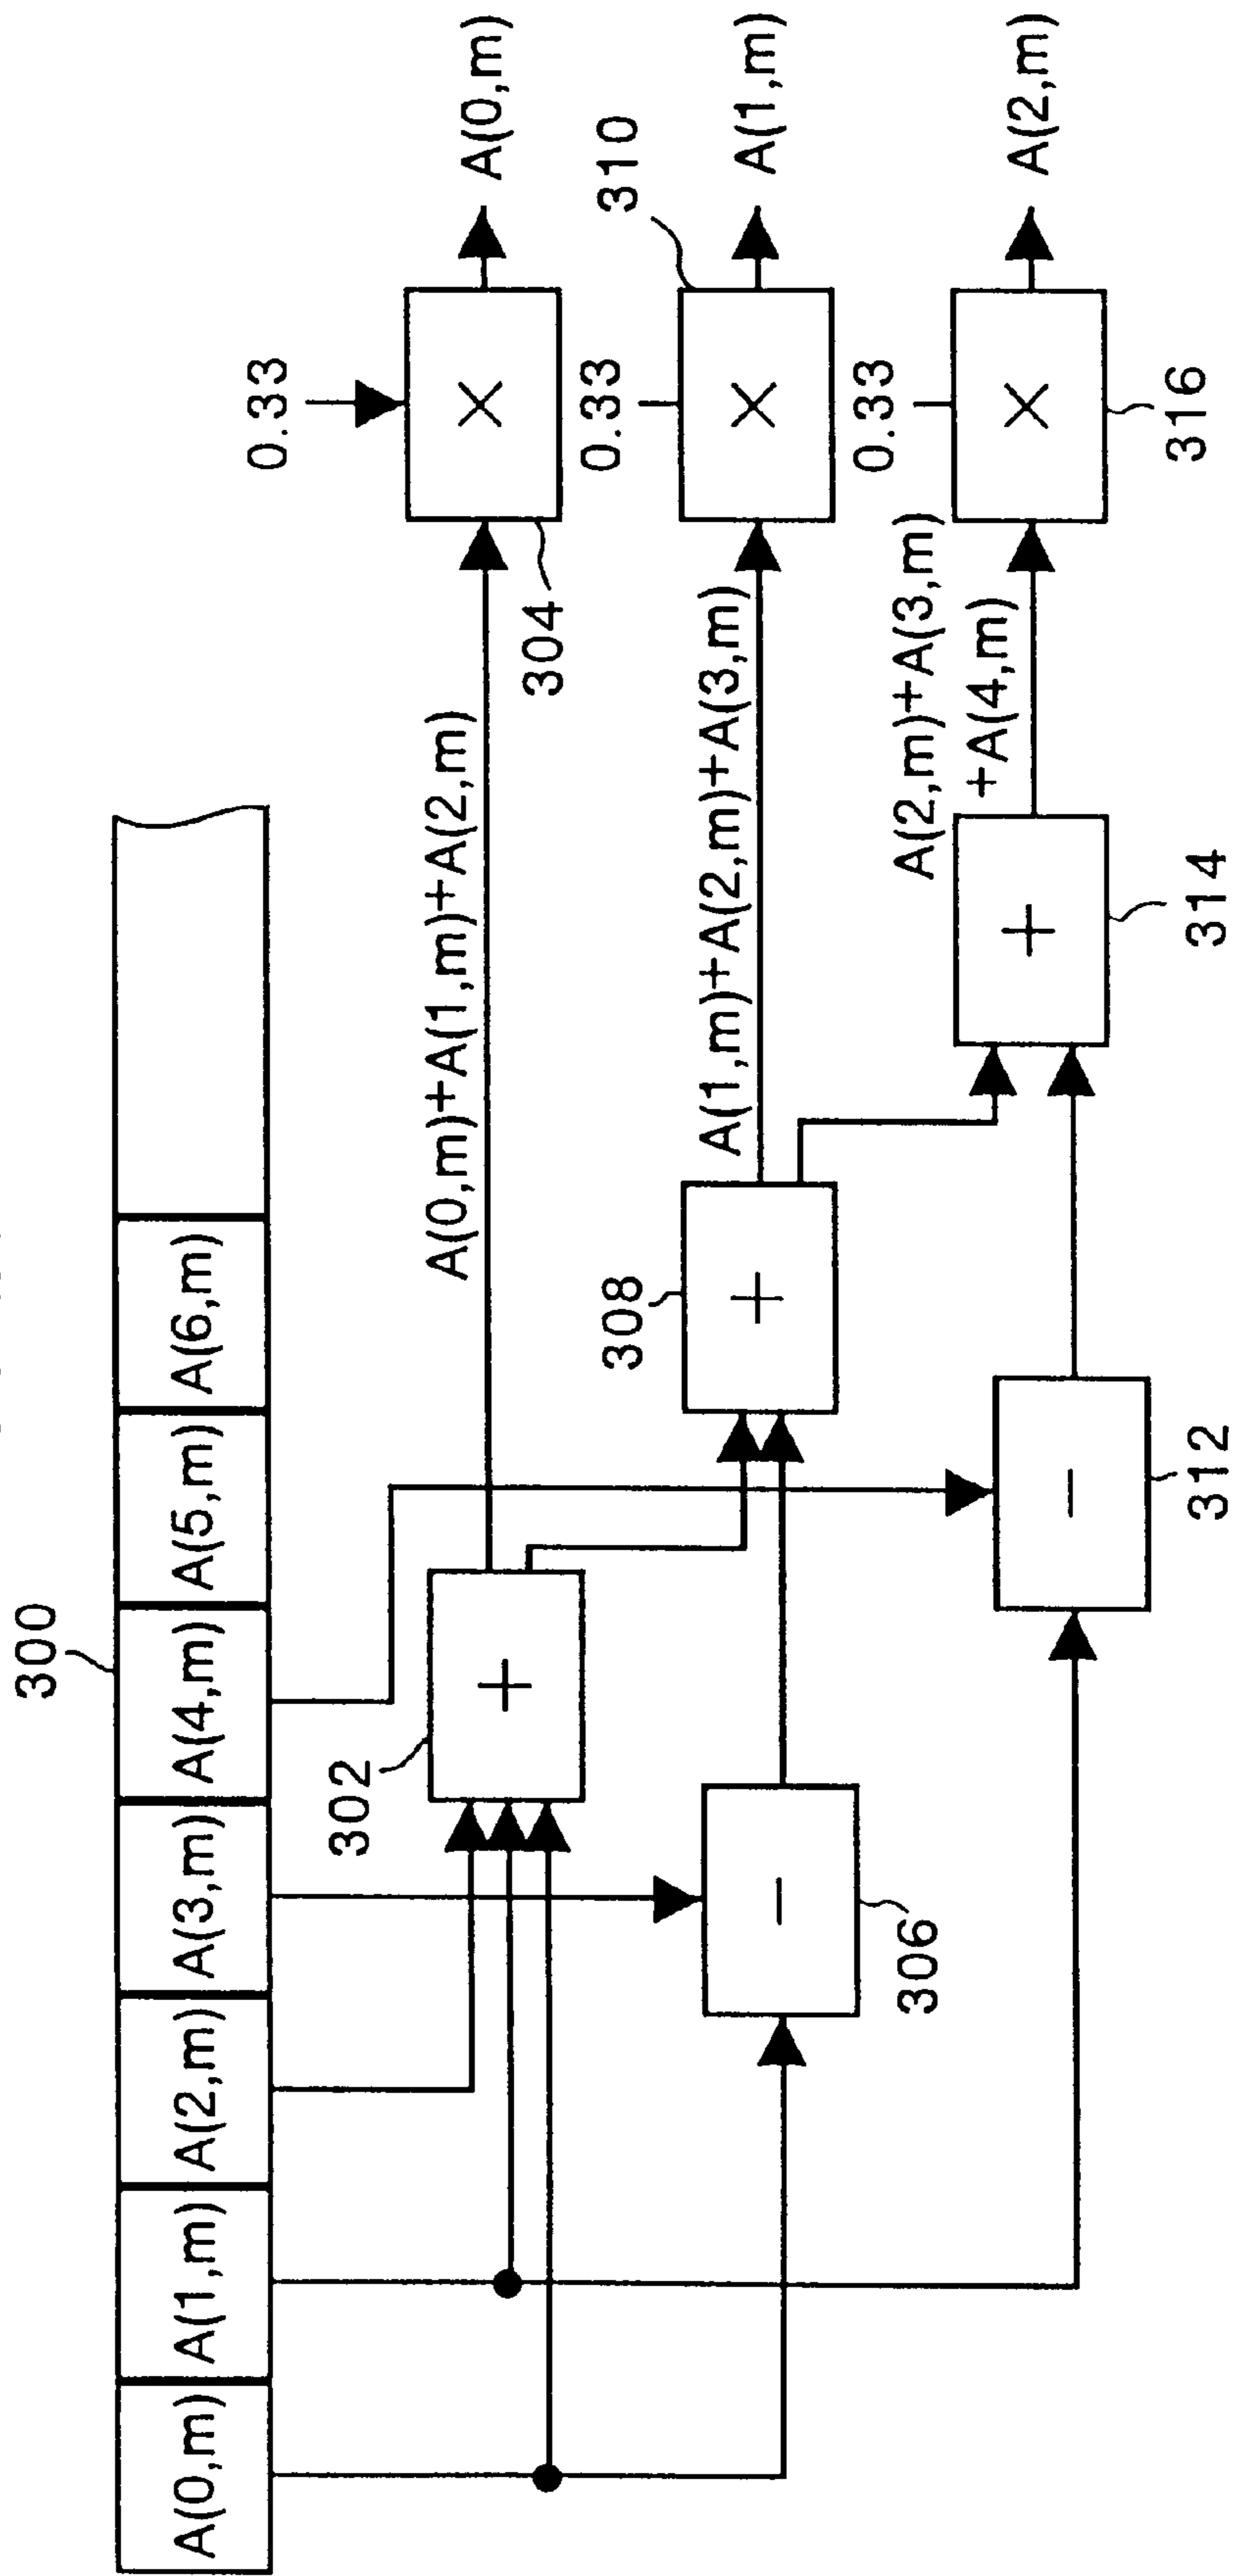 300
A(0,m)
A(1,m)
A(2,m)
A(3,m)
A(4,m)
A(5,m)
A(6,m)
302
+
A(0,m)+A(1,m)+A(2,m)
0.33
×
304
A(0,m)
306
−
308
+
A(1,m)+A(2,m)+A(3,m)
0.33
×
310
A(1,m)
312
−
314
+
A(2,m)+A(3,m)
+A(4,m)
0.33
×
316
A(2,m)